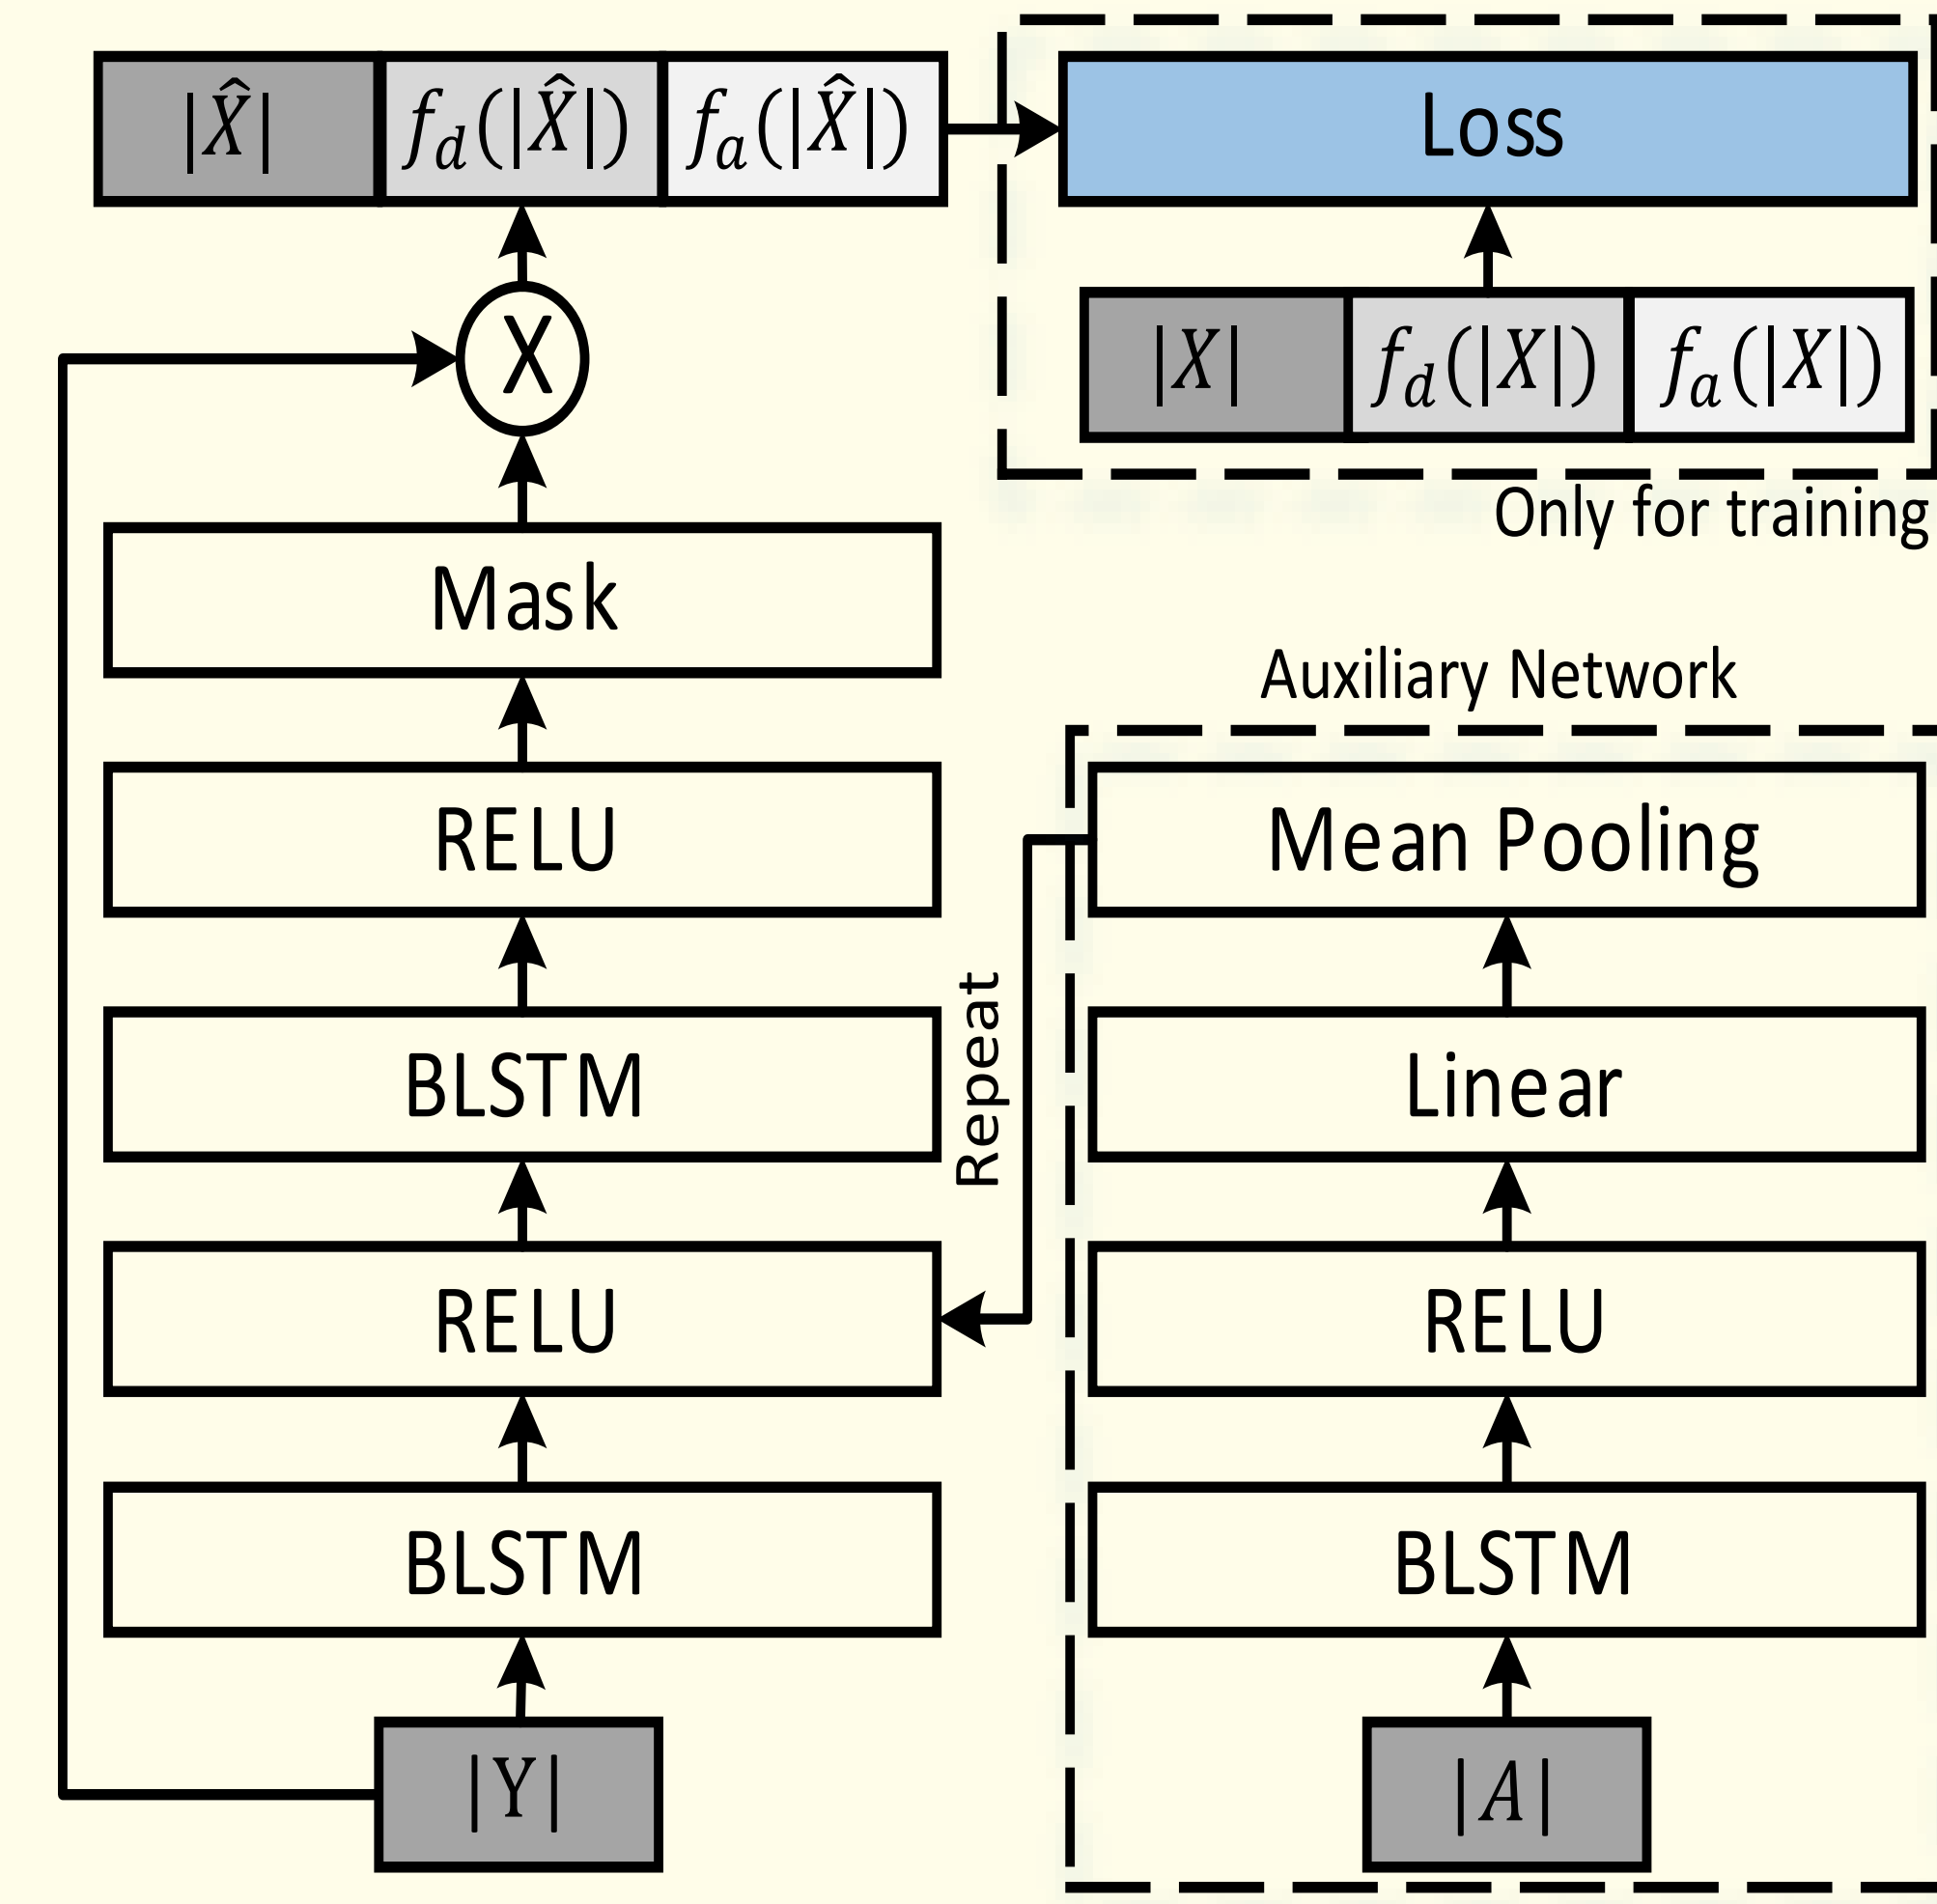 |X̂| f_d(|X̂|) f_a(|X̂|)
Loss
X
|X| f_d(|X|) f_a(|X|)
Only for training
Mask
Auxiliary Network
RELU
Mean Pooling
Repeat
BLSTM
Linear
RELU
RELU
BLSTM
BLSTM
|Y|
|A|